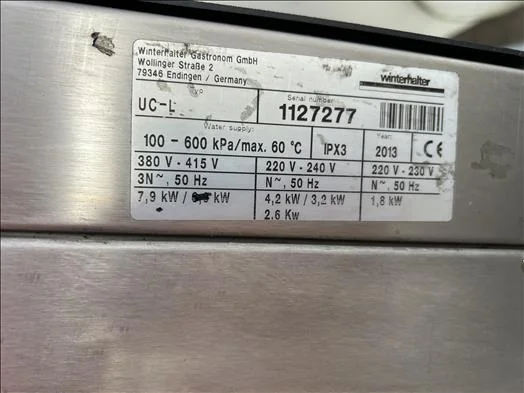 Winterhalter Gastronom GmbH
Wollinger Straße 2
79346 Endingen / Germany
winterhalter
Serial number:
UC-L
1127277
Water supply:
Year:
100 - 600 kPa/max. 60 °C
IPX3
2013
CE
380 V - 415 V
220 V - 240 V
220 V - 230 V
3N~, 50 Hz
N~, 50 Hz
N~, 50 Hz
7,9 kW / kW
4,2 kW / 3,2 kW
1,8 kW
2.6 Kw